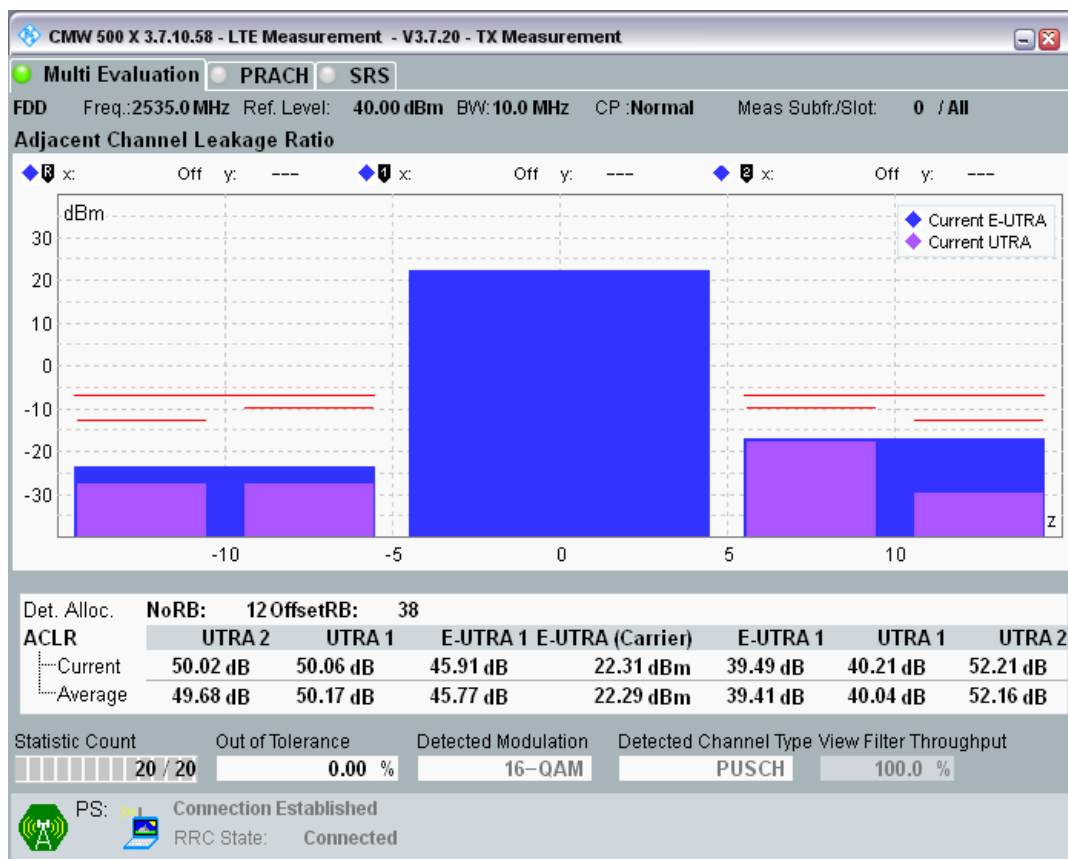 CMW 500 X 3.7.10.58 - LTE Measurement - V3.7.20 - TX Measurement
Multi Evaluation PRACH SRS
FDD Freq.:2535.0 MHz Ref. Level: 40.00 dBm BW: 10.0 MHz CP :Normal Meas Subfr./Slot: 0 / All
Adjacent Channel Leakage Ratio
R x: Off y: --- 1 x: Off y: --- 2 x: Off y: ---
dBm
Current E-UTRA
Current UTRA
30
20
10
0
-10
-20
-30
z
-10 -5 0 5 10
Det. Alloc. NoRB: 12 OffsetRB: 38
ACLR UTRA 2 UTRA 1 E-UTRA 1 E-UTRA (Carrier) E-UTRA 1 UTRA 1 UTRA 2
Current 50.02 dB 50.06 dB 45.91 dB 22.31 dBm 39.49 dB 40.21 dB 52.21 dB
Average 49.68 dB 50.17 dB 45.77 dB 22.29 dBm 39.41 dB 40.04 dB 52.16 dB
Statistic Count Out of Tolerance Detected Modulation Detected Channel Type View Filter Throughput
20 / 20 0.00 % 16-QAM PUSCH 100.0 %
PS: Connection Established
RRC State: Connected